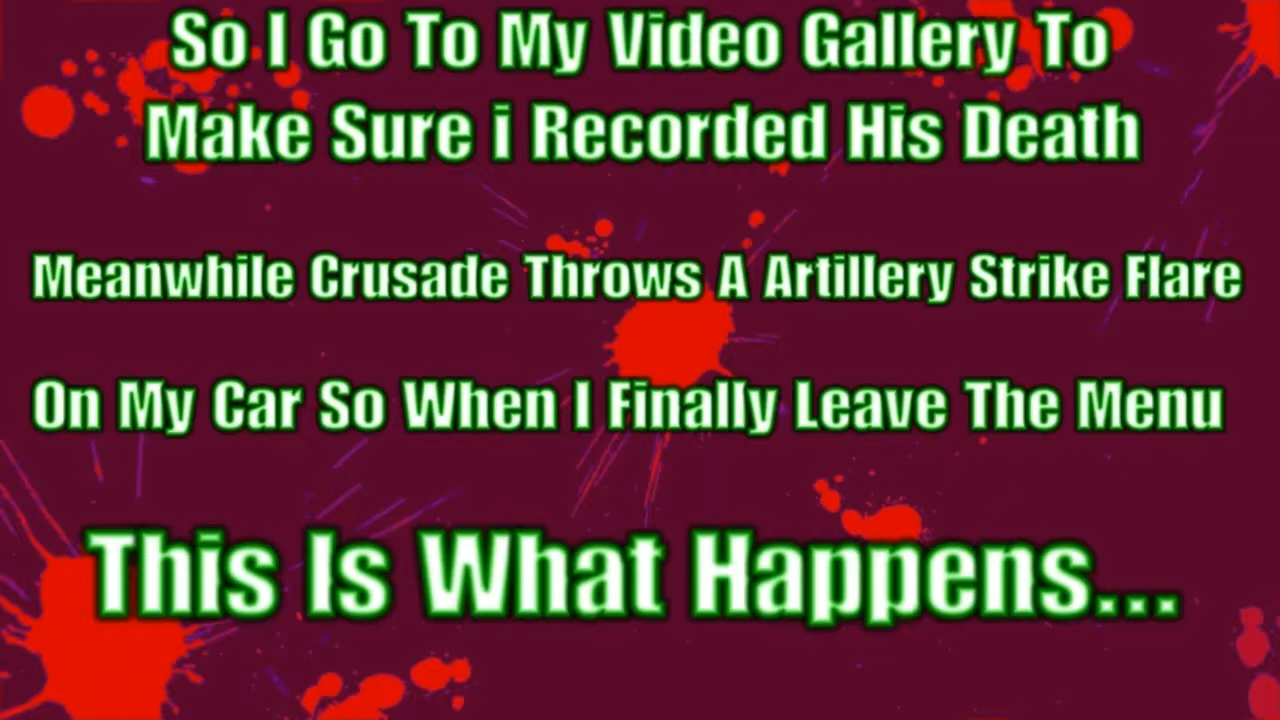 So I Go To My Video Gallery To
Make Sure i Recorded His Death
Meanwhile Crusade Throws A Artillery Strike Flare
On My Car So When I Finally Leave The Menu
This Is What Happens...